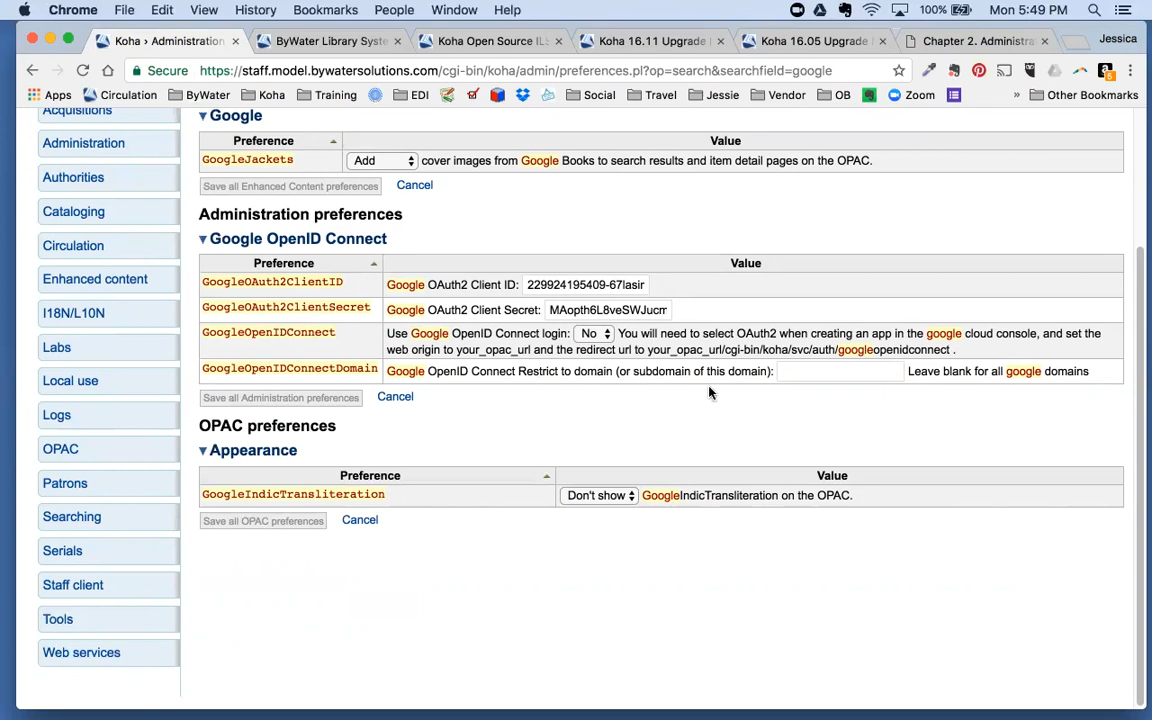 Chrome File Edit View History Bookmarks People Window Help 100% Mon 5:49 PM
Koha › Administration × ByWater Library Syste × Koha Open Source ILS × Koha 16.11 Upgrade × Koha 16.05 Upgrade × Chapter 2. Administra × Jessica
Secure https://staff.model.bywatersolutions.com/cgi-bin/koha/admin/preferences.pl?op=search&searchfield=google
Apps Circulation ByWater Koha Training EDI Social Travel Jessie Vendor OB Zoom » Other Bookmarks
Acquisitions
Administration
Authorities
Cataloging
Circulation
Enhanced content
I18N/L10N
Labs
Local use
Logs
OPAC
Patrons
Searching
Serials
Staff client
Tools
Web services
Google
Preference Value
GoogleJackets Add cover images from Google Books to search results and item detail pages on the OPAC.
Save all Enhanced Content preferences Cancel
Administration preferences
Google OpenID Connect
Preference Value
GoogleOAuth2ClientID Google OAuth2 Client ID: 229924195409-67lasir
GoogleOAuth2ClientSecret Google OAuth2 Client Secret: MAopth6L8veSWJucm
GoogleOpenIDConnect Use Google OpenID Connect login: No You will need to select OAuth2 when creating an app in the google cloud console, and set the
web origin to your_opac_url and the redirect url to your_opac_url/cgi-bin/koha/svc/auth/googleopenidconnect .
GoogleOpenIDConnectDomain Google OpenID Connect Restrict to domain (or subdomain of this domain): Leave blank for all google domains
Save all Administration preferences Cancel
OPAC preferences
Appearance
Preference Value
GoogleIndicTransliteration Don't show GoogleIndicTransliteration on the OPAC.
Save all OPAC preferences Cancel